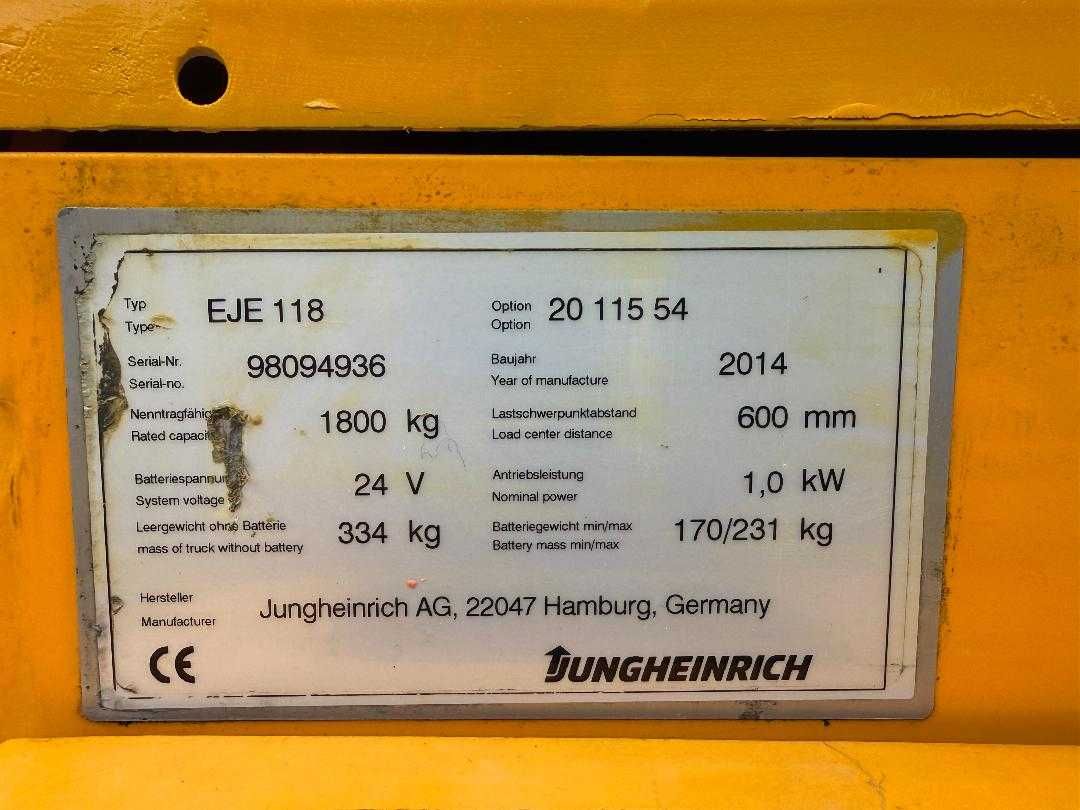 Typ
Type
EJE 118
Option
Option
20 115 54
Serial-Nr.
Serial-no.
98094936
Baujahr
Year of manufacture
2014
Rated
1800 kg
Lastschwerpunktabstand
Load center distance
600 mm
System voltage
24 V
Antriebsleistung
Nominal power
1,0 kW
Leergewicht ohne Batterie
mass of truck without battery
334 kg
Batteriegewicht min/max
Battery mass min/max
170/231 kg
Hersteller
Manufacturer
Jungheinrich AG, 22047 Hamburg, Germany
CE
JUNGHEINRICH